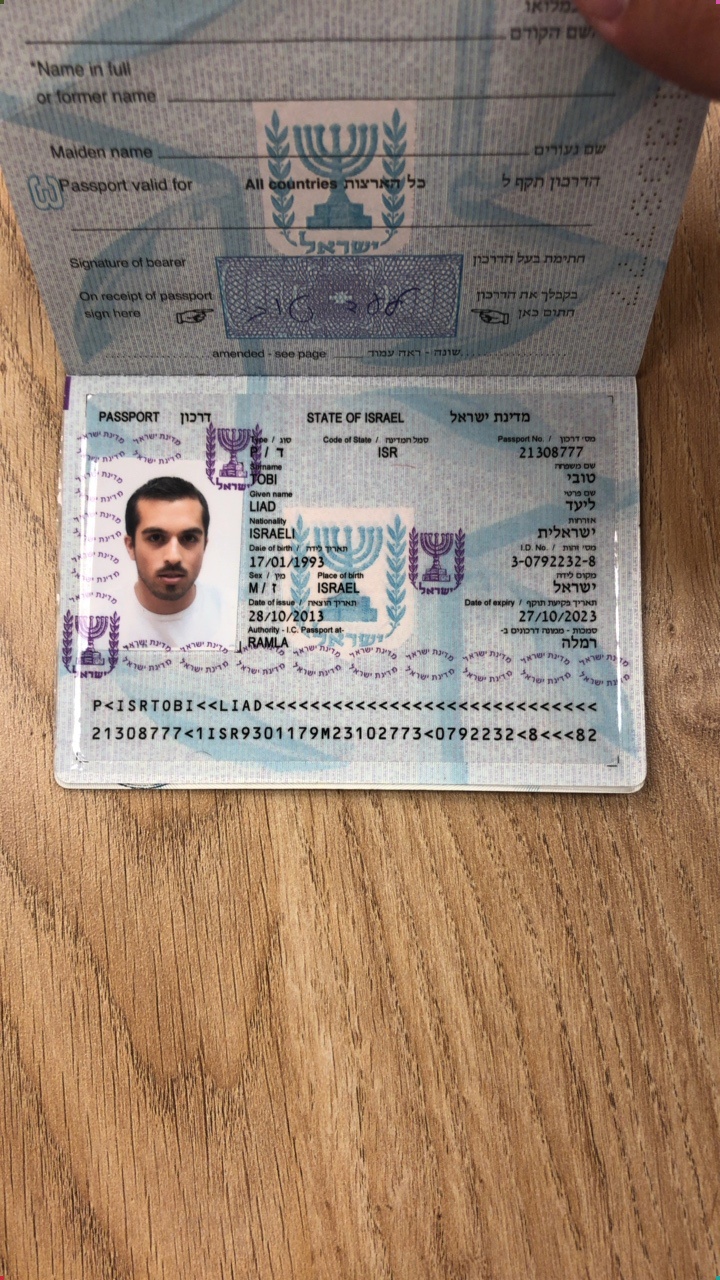 במלואו
השם הקודם
*Name in full
or former name
Maiden name שם נעורים
Passport valid for All countries כל הארצות הדרכון תקף ל
ישראל
Signature of bearer חתימת בעל הדרכון
On receipt of passport בקבלך את הדרכון
sign here חתום כאן
ליעד טובי
amended - see page שונה - ראה עמוד
PASSPORT דרכון STATE OF ISRAEL מדינת ישראל
Type / סוג Code of State / סמל המדינה Passport No. / מס' דרכון
P / ד ISR 21308777
Surname שם משפחה
TOBI טובי
Given name שם פרטי
LIAD ליעד
Nationality אזרחות
ISRAELI ישראלית
Date of birth / תאריך לידה I.D. No. / מס' זהות
17/01/1993 3-0792232-8
Sex / מין Place of birth מקום לידה
M / ז ISRAEL ישראל
Date of issue / תאריך הוצאה Date of expiry / תאריך פקיעת תוקף
28/10/2013 27/10/2023
Authority - I.C. Passport at- סמכות - ממונה דרכונים ב-
RAMLA רמלה
מדינת ישראל
ישראל
P<ISRTOBI<<LIAD<<<<<<<<<<<<<<<<<<<<<<<<<<<<<
21308777<1ISR9301179M23102773<0792232<8<<<82